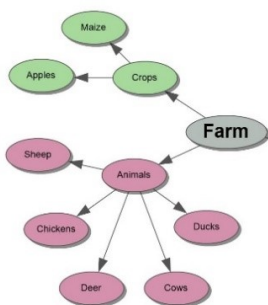 Maize
Apples
Crops
Farm
Sheep
Animals
Chickens
Ducks
Deer
Cows